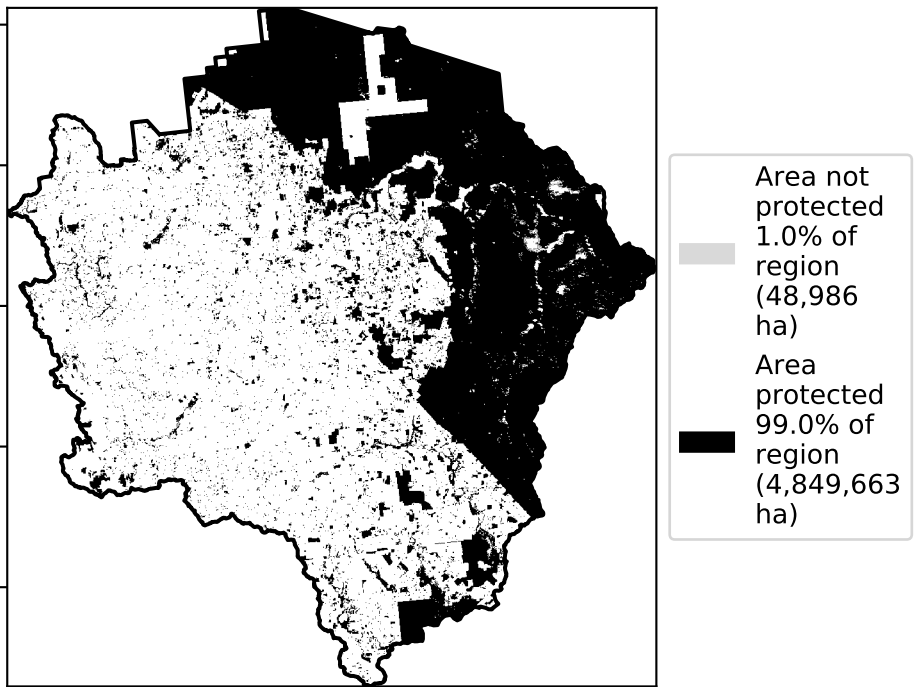 Area not
protected
1.0% of
region
(48,986
ha)
Area
protected
99.0% of
region
(4,849,663
ha)